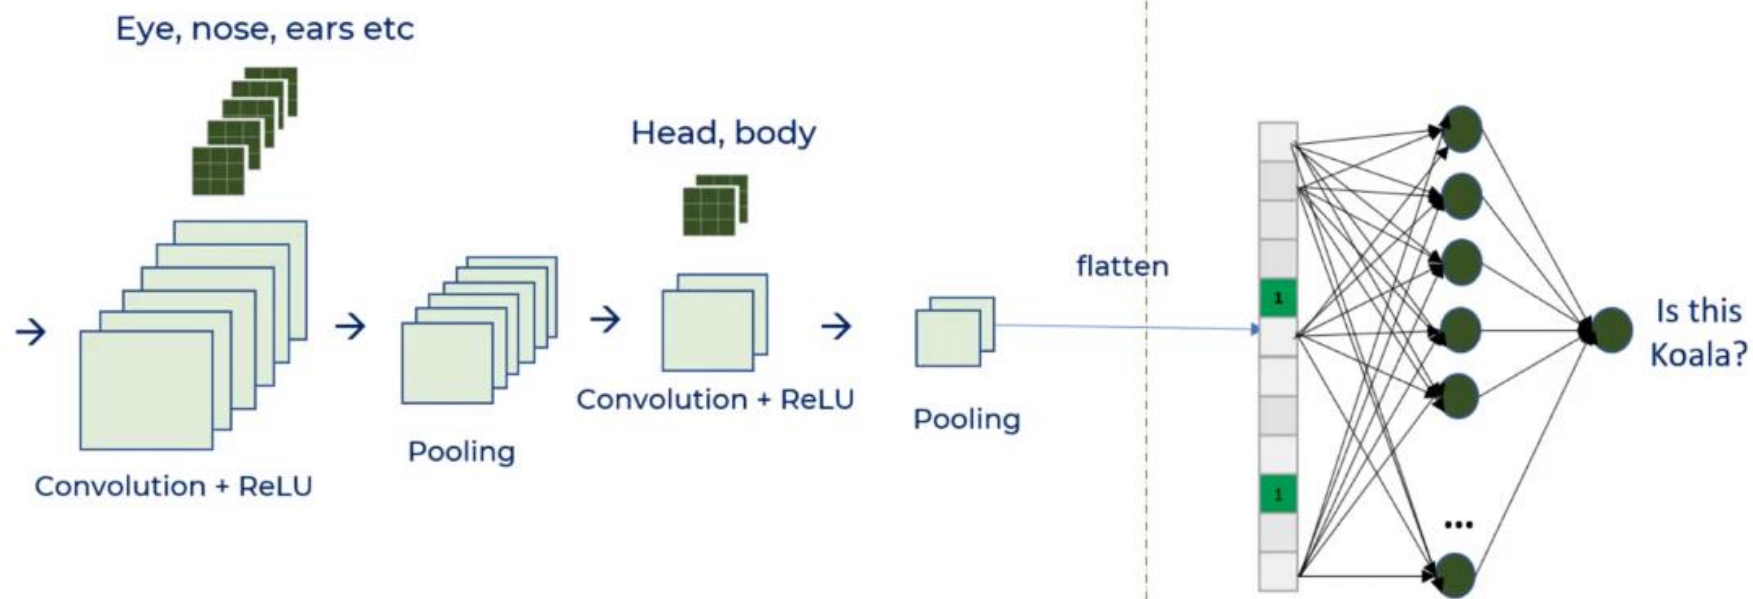 Eye, nose, ears etc
Head, body
flatten
1
1
Is this
Koala?
Convolution + ReLU
Pooling
Convolution + ReLU
Pooling
...